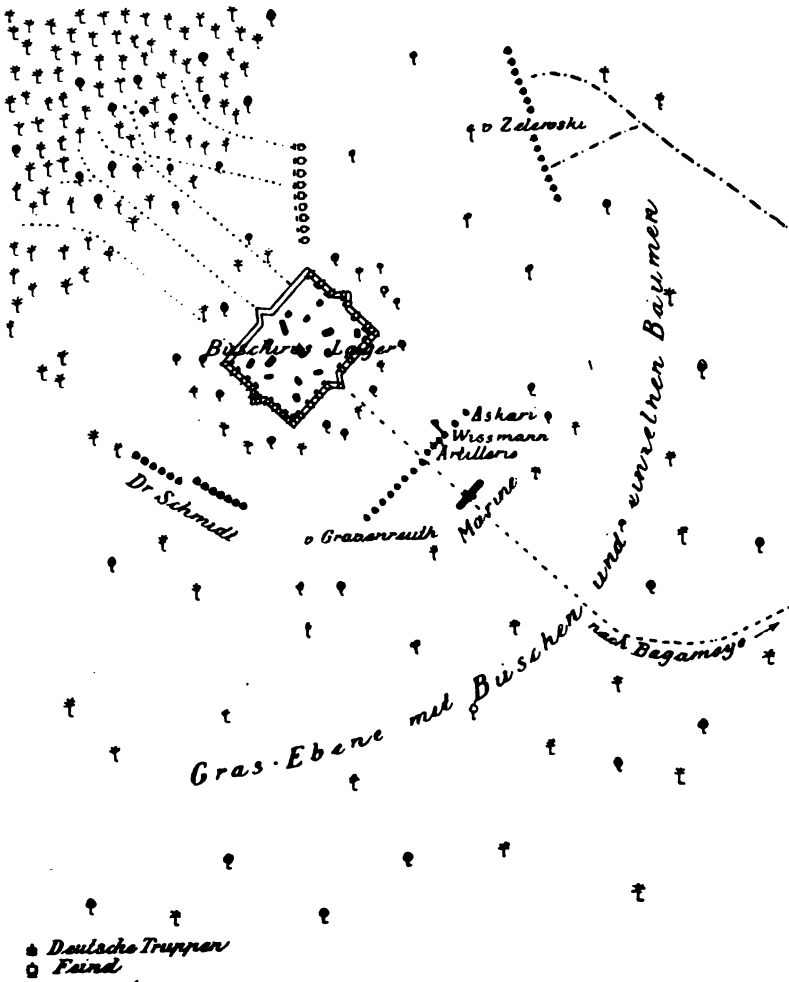 Zelewski
Buschiris Lager
Askari
Wissmann
Artillerie
Marine
Dr Schmidt
Gravenreuth
nach Bagamoyo
Gras-Ebene mit Büschen und einzelnen Bäumen
Deutsche Truppen
Feind